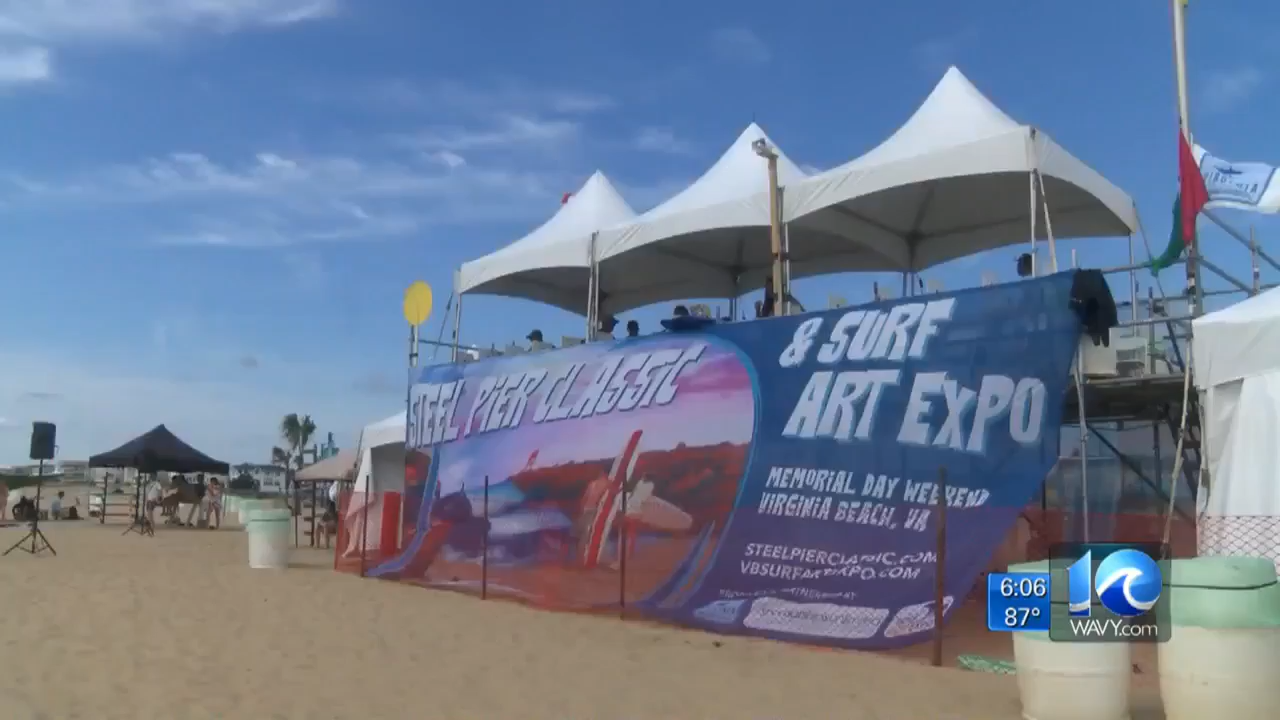 STEEL PIER CLASSIC
& SURF
ART EXPO
MEMORIAL DAY WEEKEND
VIRGINIA BEACH, VA
STEELPIERCLASSIC.COM
VBSURFARTEXPO.COM
VIRGINIA
6:06
87°
10
WAVY.com